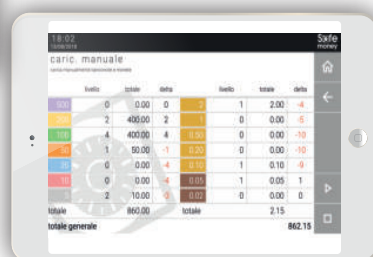 18:02
Safe
money
caric. manuale
livello totale delta livello totale delta
500 0 0.00 0 2 1 2.00 -4
200 2 400.00 2 1 0 0.00 -5
100 4 400.00 4 0.50 0 0.00 -10
50 1 50.00 -1 0.20 0 0.00 -10
20 0 0.00 -4 0.10 1 0.10 -9
10 0 0.00 -4 0.05 1 0.05 1
5 2 10.00 0.02 0 0.00 0
totale 860.00 totale 2.15
totale generale 862.15